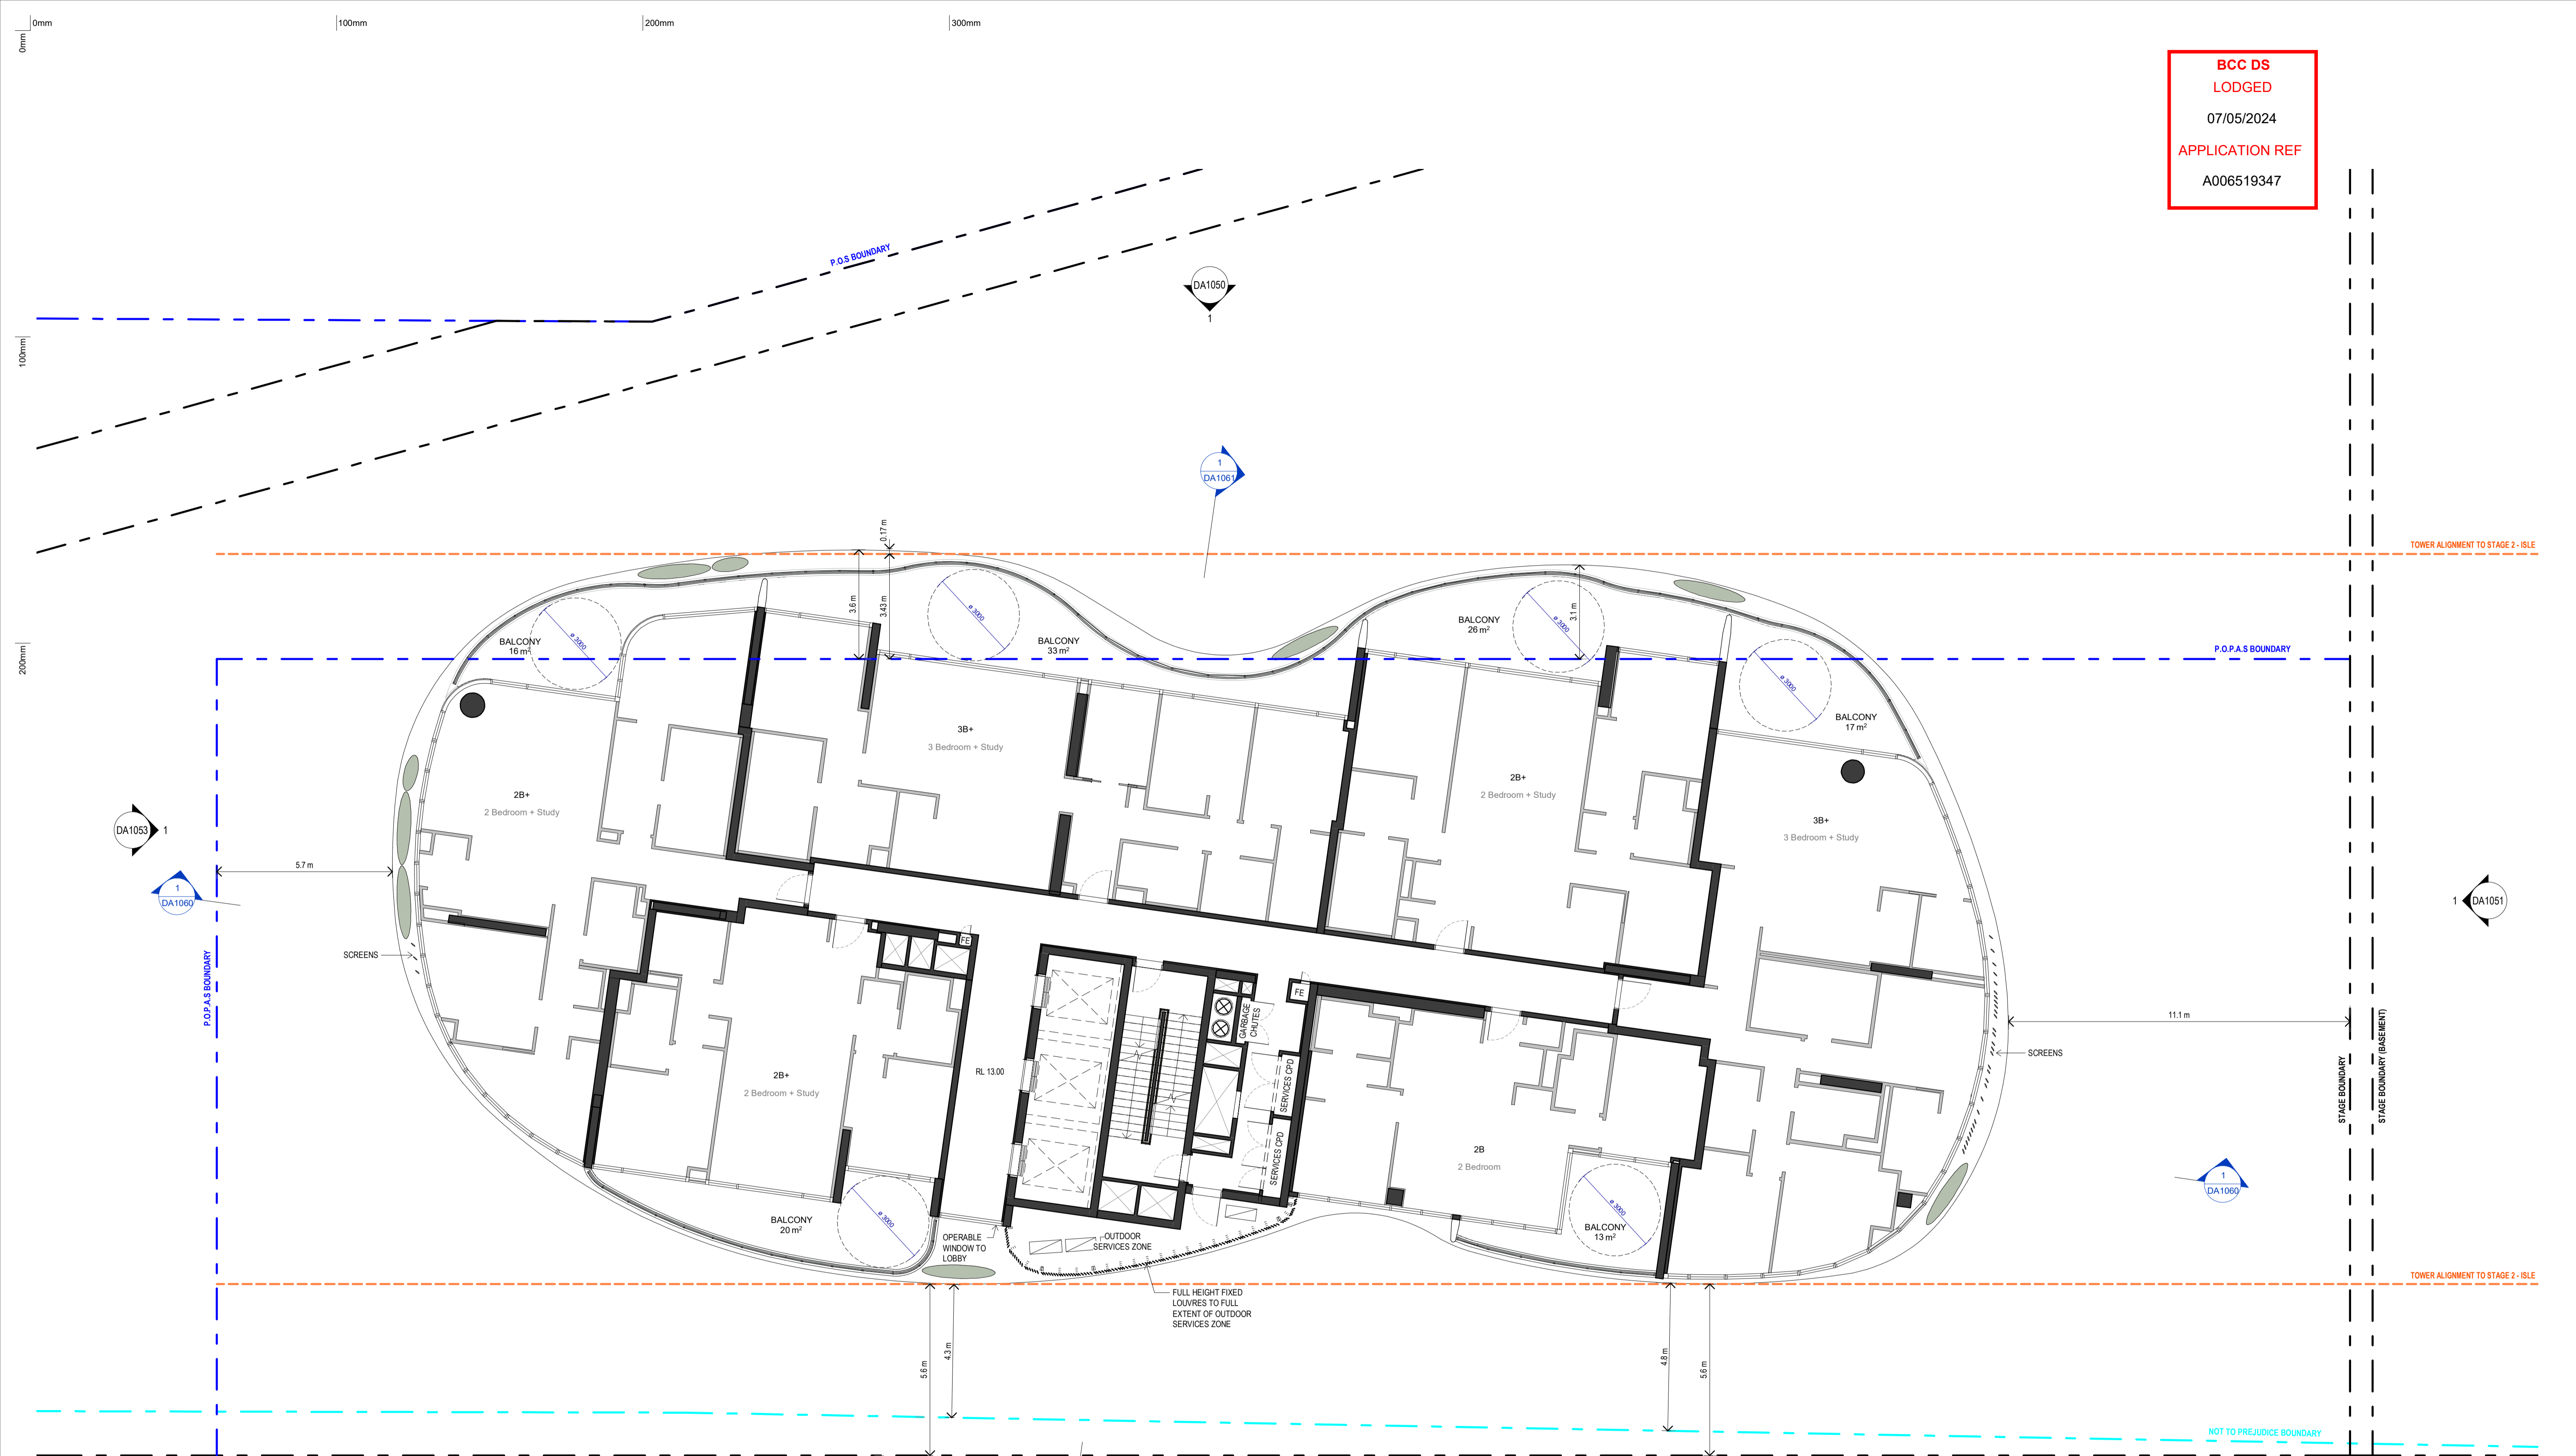 0mm
100mm
200mm
300mm
0mm
100mm
200mm
BCC DS
LODGED
07/05/2024
APPLICATION REF
A006519347
P.O.S BOUNDARY
DA1050
1
1
DA1061
0.17 m
3.6 m
3.43 m
3.1 m
TOWER ALIGNMENT TO STAGE 2 - ISLE
BALCONY
16 m²
ø 3000
ø 3000
BALCONY
33 m²
BALCONY
26 m²
ø 3000
ø 3000
BALCONY
17 m²
P.O.P.A.S BOUNDARY
3B+
3 Bedroom + Study
2B+
2 Bedroom + Study
2B+
2 Bedroom + Study
3B+
3 Bedroom + Study
DA1053
1
5.7 m
1
DA1060
1
DA1051
SCREENS
P.O.P.A.S BOUNDARY
FE
FE
GARBAGE
CHUTES
11.1 m
SCREENS
STAGE BOUNDARY
STAGE BOUNDARY (BASEMENT)
RL 13.00
2B+
2 Bedroom + Study
SERVICES CPD
SERVICES CPD
2B
2 Bedroom
1
DA1060
BALCONY
20 m²
ø 3000
ø 3000
BALCONY
13 m²
OPERABLE
WINDOW TO
LOBBY
OUTDOOR
SERVICES ZONE
TOWER ALIGNMENT TO STAGE 2 - ISLE
FULL HEIGHT FIXED
LOUVRES TO FULL
EXTENT OF OUTDOOR
SERVICES ZONE
5.6 m
4.3 m
4.8 m
5.6 m
NOT TO PREJUDICE BOUNDARY